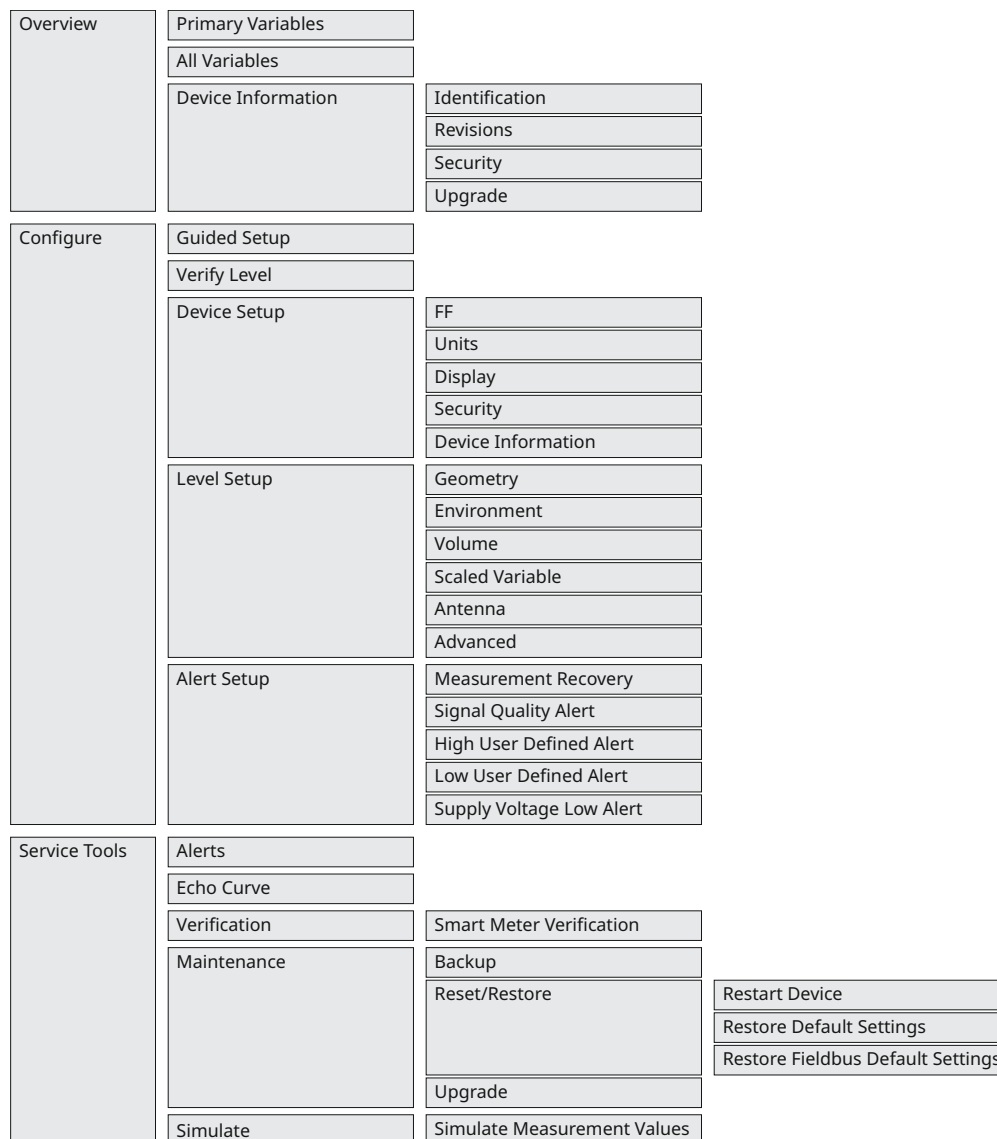 Overview
Primary Variables
All Variables
Device Information
Identification
Revisions
Security
Upgrade
Configure
Guided Setup
Verify Level
Device Setup
FF
Units
Display
Security
Device Information
Level Setup
Geometry
Environment
Volume
Scaled Variable
Antenna
Advanced
Alert Setup
Measurement Recovery
Signal Quality Alert
High User Defined Alert
Low User Defined Alert
Supply Voltage Low Alert
Service Tools
Alerts
Echo Curve
Verification
Smart Meter Verification
Maintenance
Backup
Reset/Restore
Restart Device
Restore Default Settings
Restore Fieldbus Default Settings
Upgrade
Simulate
Simulate Measurement Values